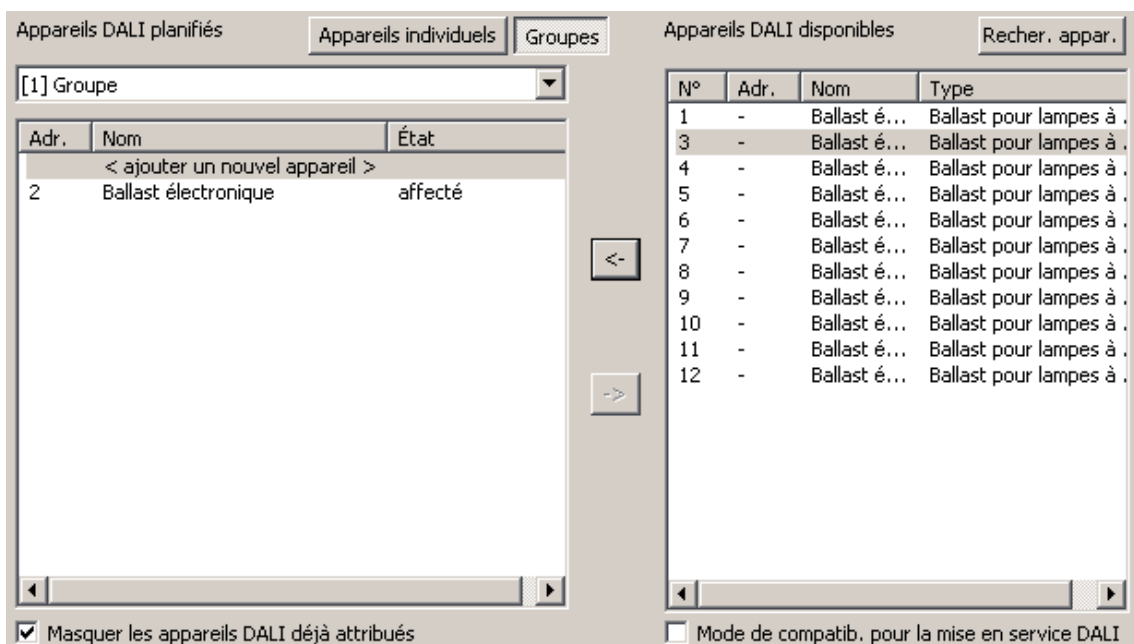 Appareils DALI planifiés
Appareils individuels
Groupes
[1] Groupe
Adr. Nom État
< ajouter un nouvel appareil >
2 Ballast électronique affecté
Masquer les appareils DALI déjà attribués
<-
->
Appareils DALI disponibles
Recher. appar.
N° Adr. Nom Type
1 - Ballast é... Ballast pour lampes à .
3 - Ballast é... Ballast pour lampes à .
4 - Ballast é... Ballast pour lampes à .
5 - Ballast é... Ballast pour lampes à .
6 - Ballast é... Ballast pour lampes à .
7 - Ballast é... Ballast pour lampes à .
8 - Ballast é... Ballast pour lampes à .
9 - Ballast é... Ballast pour lampes à .
10 - Ballast é... Ballast pour lampes à .
11 - Ballast é... Ballast pour lampes à .
12 - Ballast é... Ballast pour lampes à .
Mode de compatib. pour la mise en service DALI